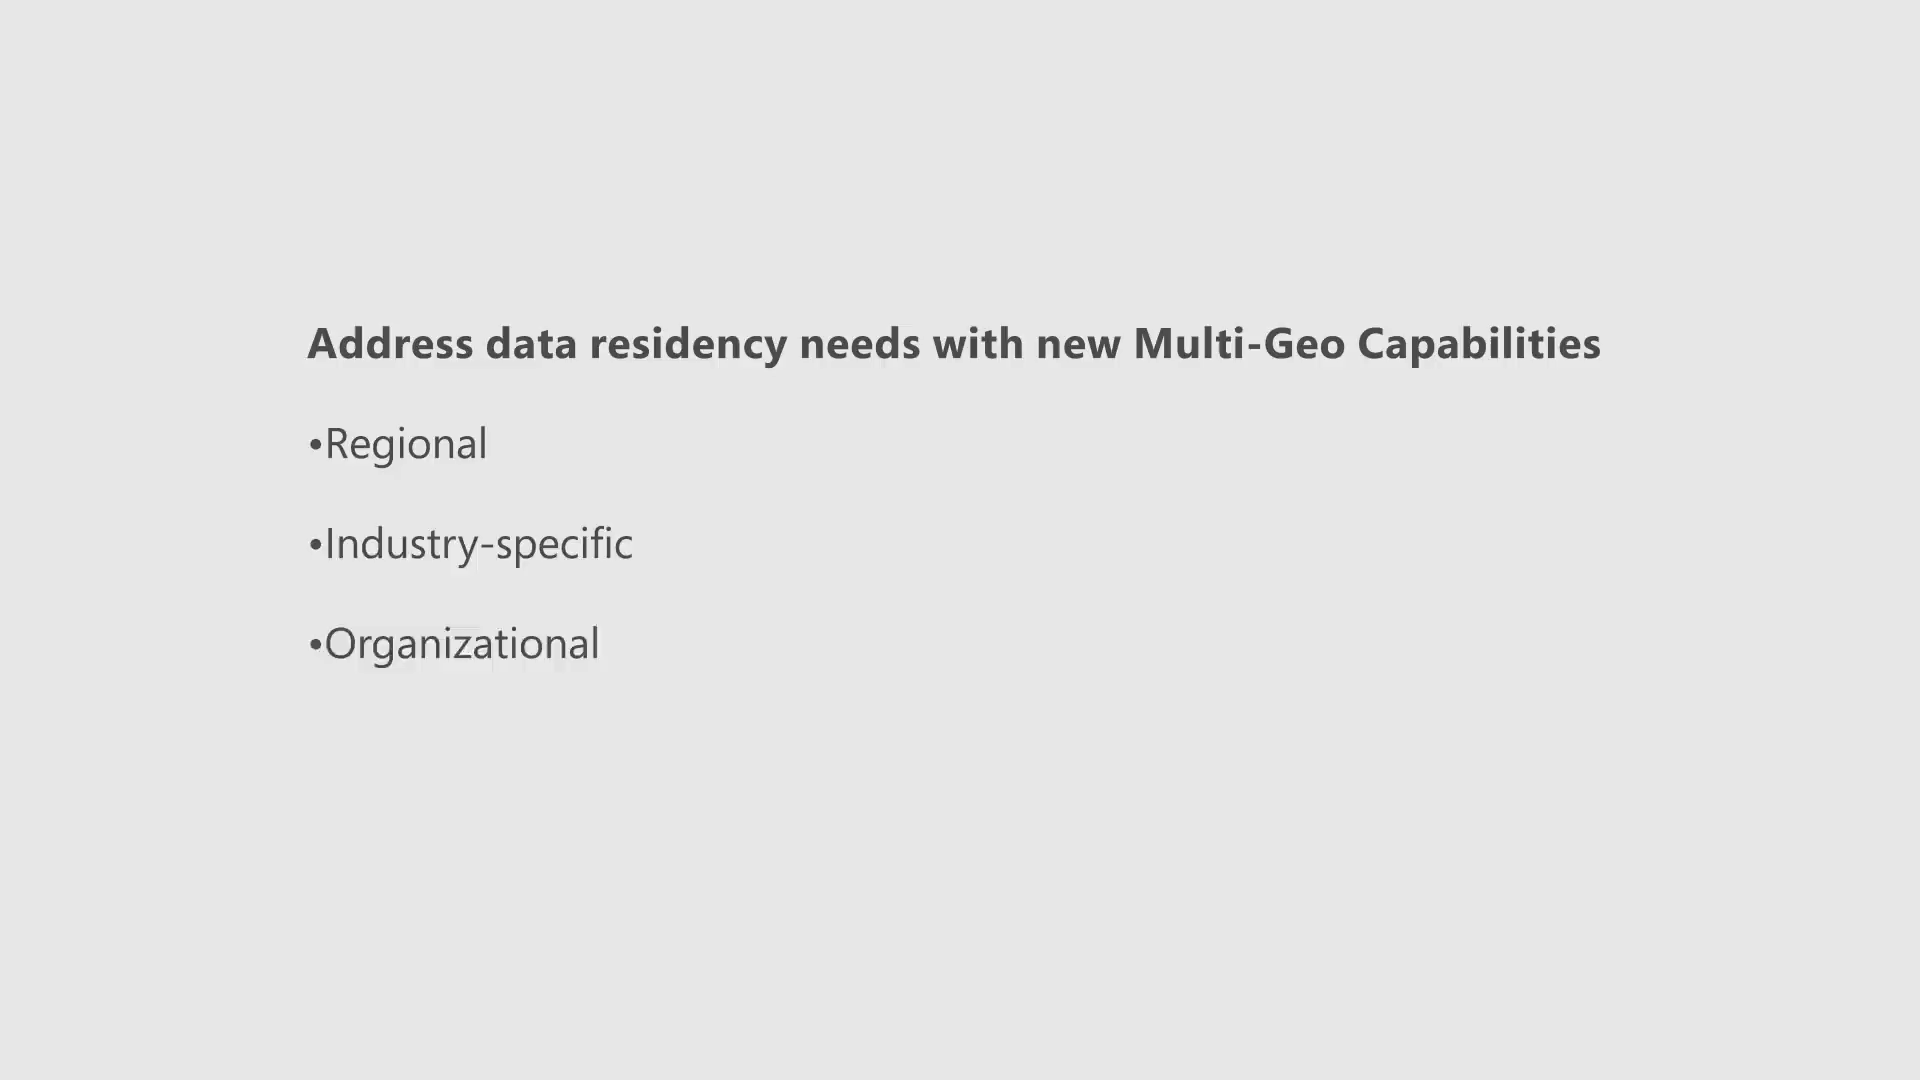 Address data residency needs with new Multi-Geo Capabilities
•Regional
•Industry-specific
•Organizational